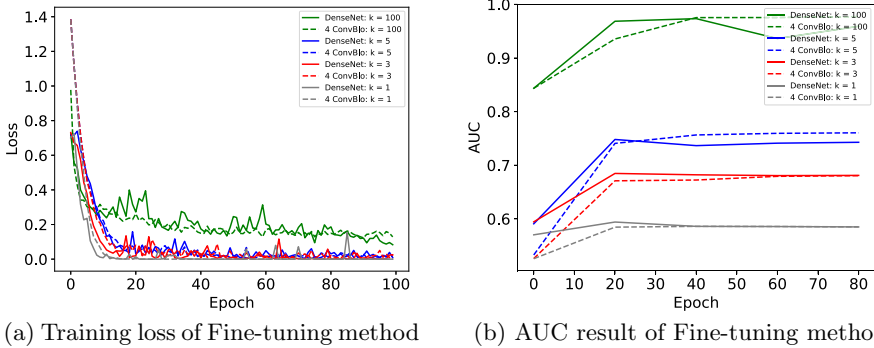 1.4
1.2
1.0
0.8
0.6
0.4
0.2
0.0
Loss
0
20
40
60
80
100
Epoch
DenseNet: k = 100
4 ConvBlo: k = 100
DenseNet: k = 5
4 ConvBlo: k = 5
DenseNet: k = 3
4 ConvBlo: k = 3
DenseNet: k = 1
4 ConvBlo: k = 1
(a) Training loss of Fine-tuning method
1.0
0.9
0.8
0.7
0.6
AUC
0
10
20
30
40
50
60
70
80
Epoch
DenseNet: k = 100
4 ConvBlo: k = 100
DenseNet: k = 5
4 ConvBlo: k = 5
DenseNet: k = 3
4 ConvBlo: k = 3
DenseNet: k = 1
4 ConvBlo: k = 1
(b) AUC result of Fine-tuning metho